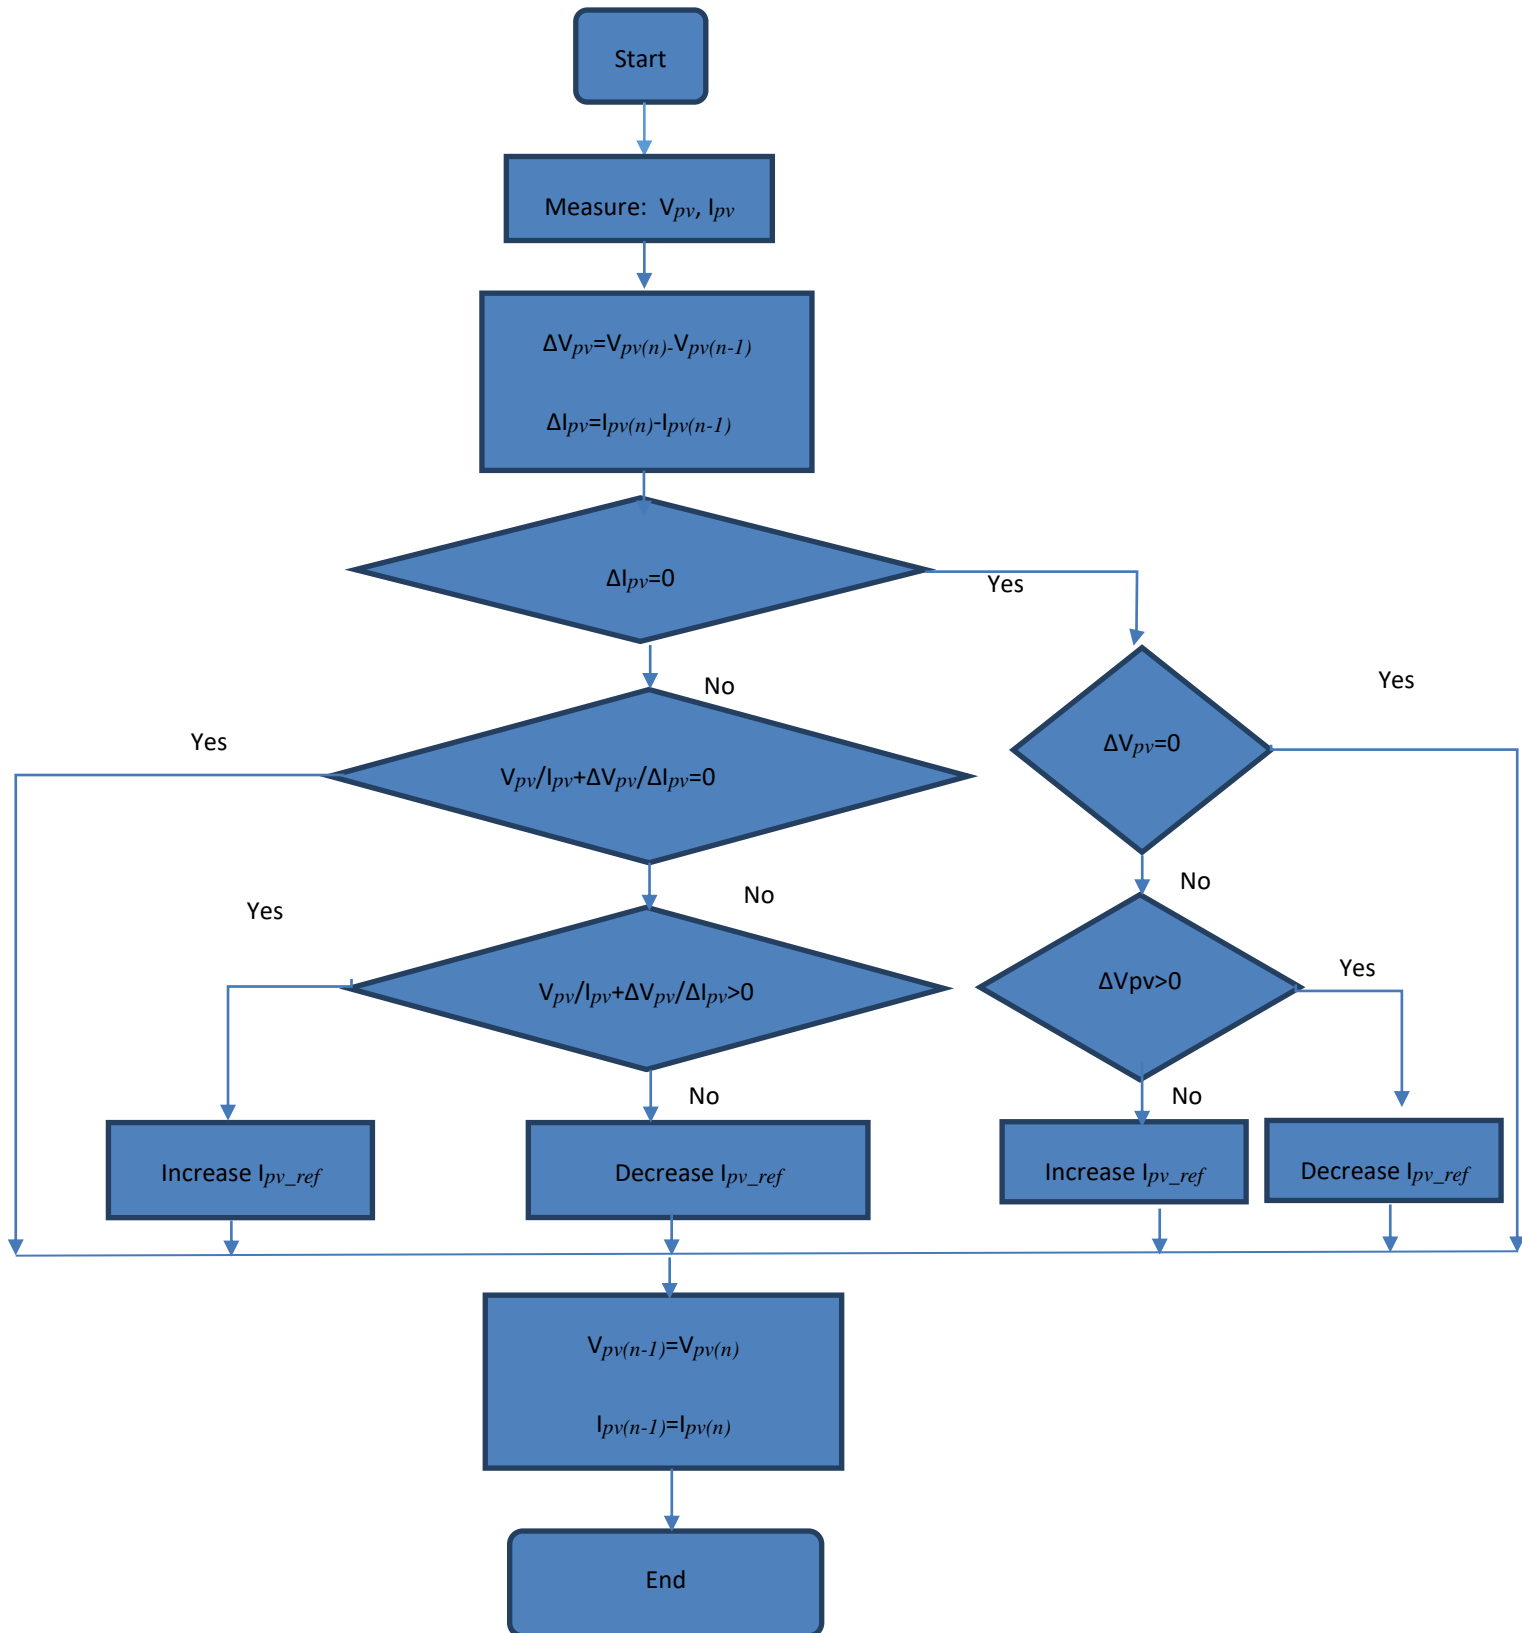 Start
Measure: Vpv, Ipv
ΔVpv=Vpv(n)-Vpv(n-1)
ΔIpv=Ipv(n)-Ipv(n-1)
ΔIpv=0
Yes
No
Yes
Yes
ΔVpv=0
Vpv/Ipv+ΔVpv/ΔIpv=0
No
No
Yes
Yes
Vpv/Ipv+ΔVpv/ΔIpv>0
ΔVpv>0
No
No
Increase Ipv_ref
Decrease Ipv_ref
Increase Ipv_ref
Decrease Ipv_ref
Vpv(n-1)=Vpv(n)
Ipv(n-1)=Ipv(n)
End